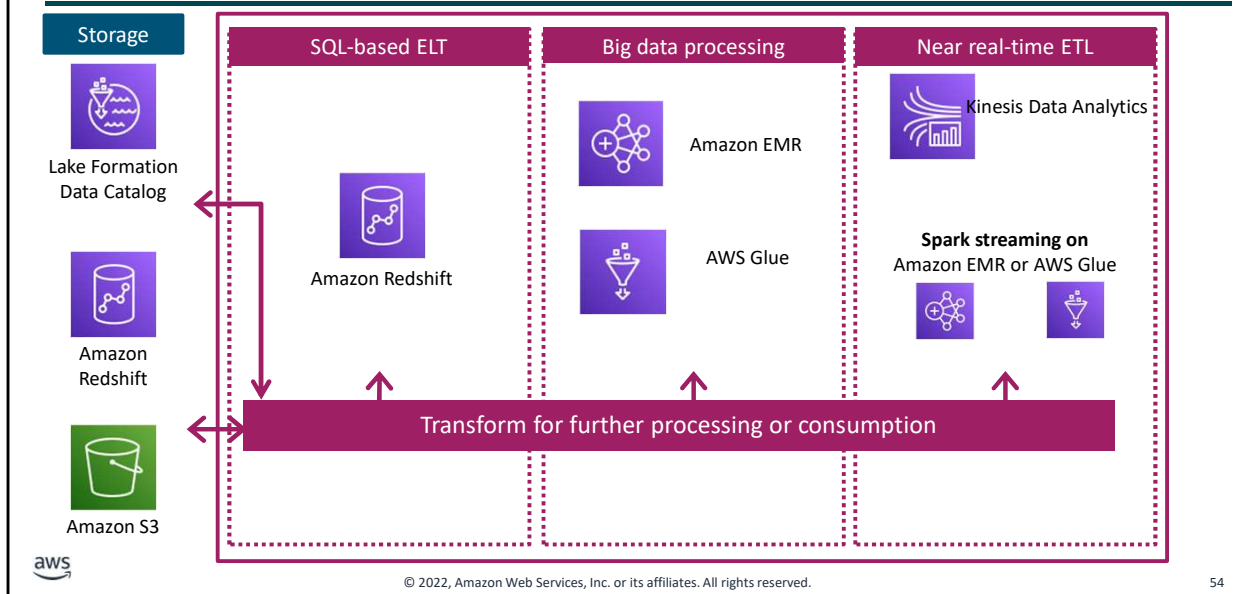 Storage
Lake Formation
Data Catalog
Amazon
Redshift
Amazon S3
SQL-based ELT
Amazon Redshift
Big data processing
Amazon EMR
AWS Glue
Near real-time ETL
Kinesis Data Analytics
Spark streaming on
Amazon EMR or AWS Glue
Transform for further processing or consumption
aws
© 2022, Amazon Web Services, Inc. or its affiliates. All rights reserved.
54